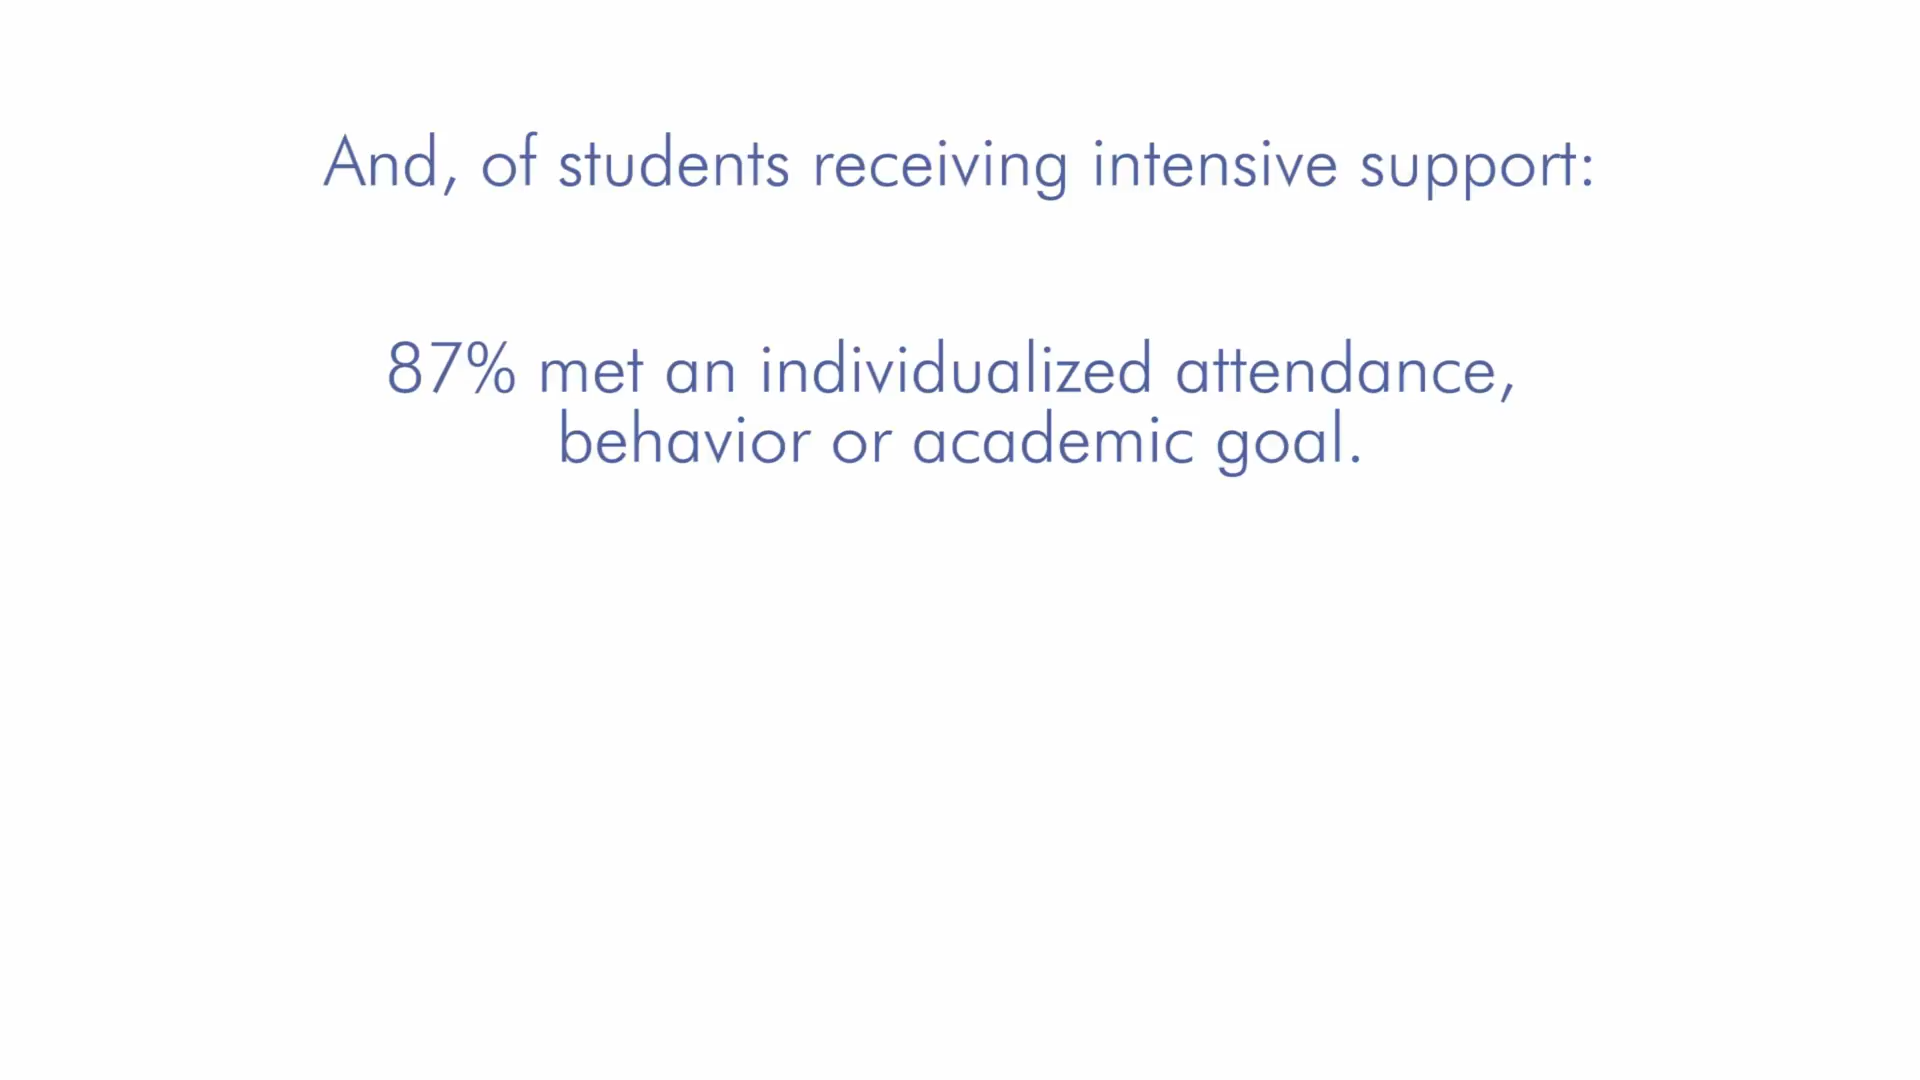 And, of students receiving intensive support:
87% met an individualized attendance,
behavior or academic goal.